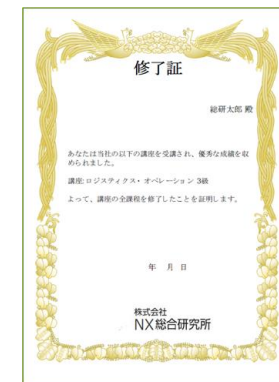 修了証
総研太郎 殿
あなたは当社の以下の講座を受講され、優秀な成績を収
められました。
講座:ロジスティクス・オペレーション 3級
よって、講座の全課程を修了したことを証明します。
年 月 日
株式会社
NX総合研究所